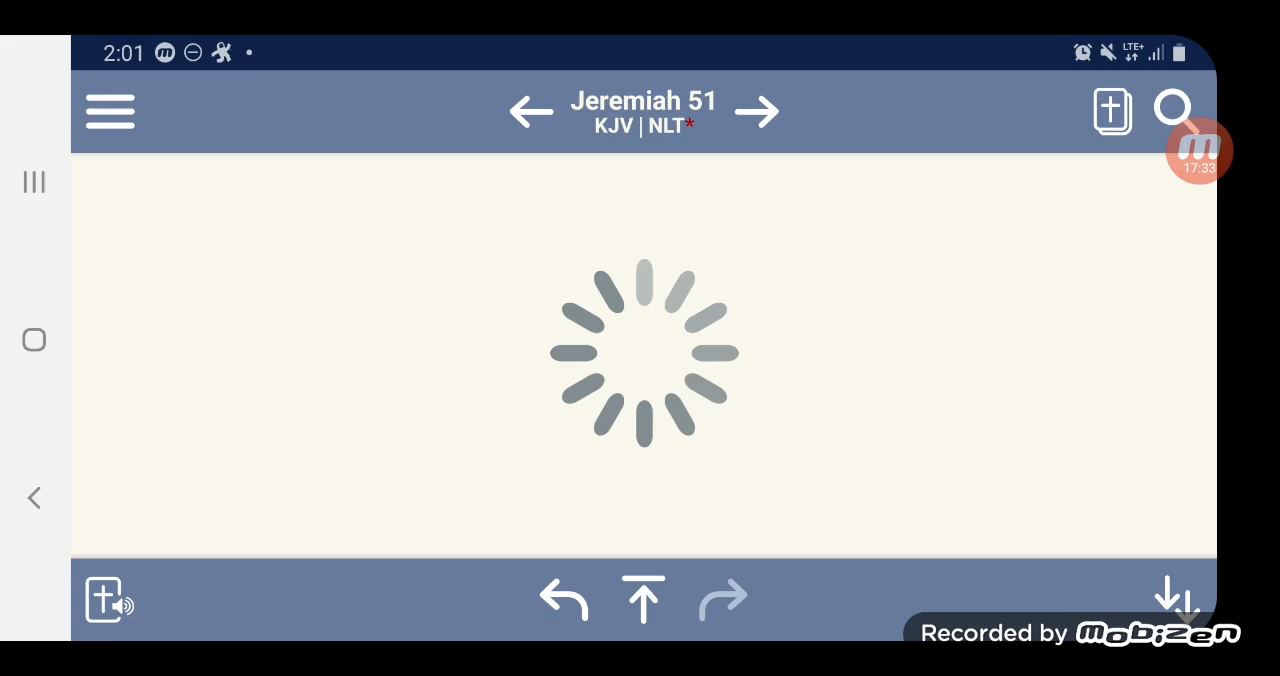 2:01
LTE+
Jeremiah 51
KJV | NLT*
m
17:33
Recorded by mobizen